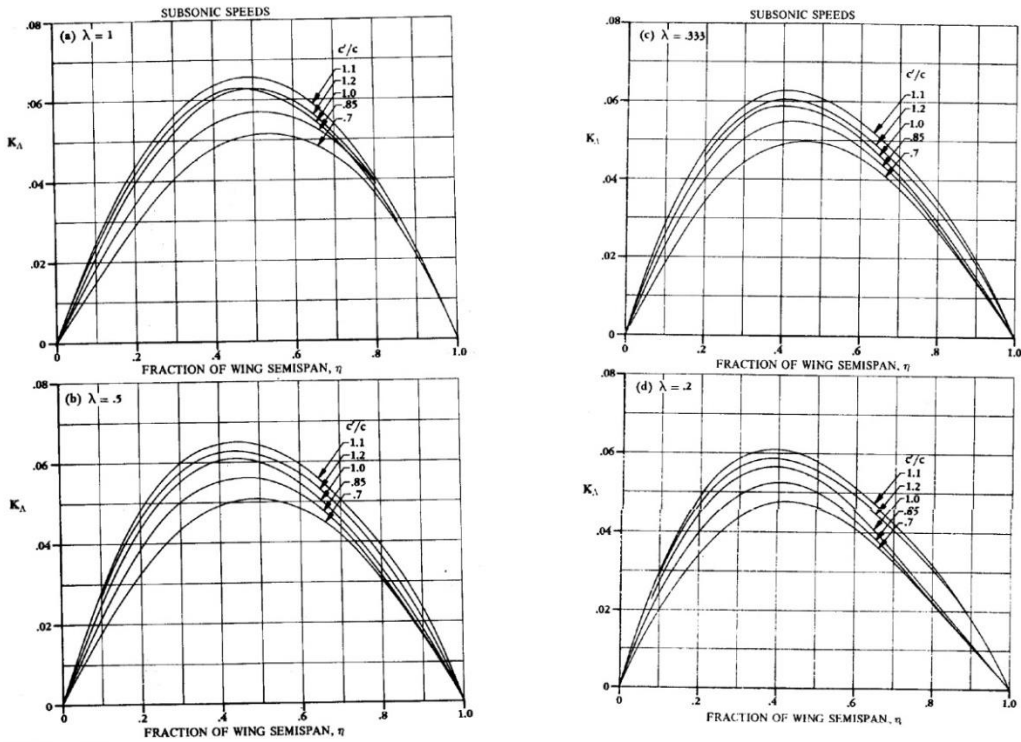 SUBSONIC SPEEDS
(a) λ = 1
.08
.06
.04
.02
0
K_Λ
c'/c
1.1
1.2
1.0
.85
.7
0 .2 .4 .6 .8 1.0
FRACTION OF WING SEMISPAN, η
(b) λ = .5
.08
.06
.04
.02
0
K_Λ
c'/c
1.1
1.2
1.0
.85
.7
0 .2 .4 .6 .8 1.0
FRACTION OF WING SEMISPAN, η
SUBSONIC SPEEDS
(c) λ = .333
.08
.06
.04
.02
0
K_Λ
c'/c
1.1
1.2
1.0
.85
.7
0 .2 .4 .6 .8 1.0
FRACTION OF WING SEMISPAN, η
(d) λ = .2
.08
.06
.04
.02
0
K_Λ
c'/c
1.1
1.2
1.0
.85
.7
0 .2 .4 .6 .8 1.0
FRACTION OF WING SEMISPAN, η